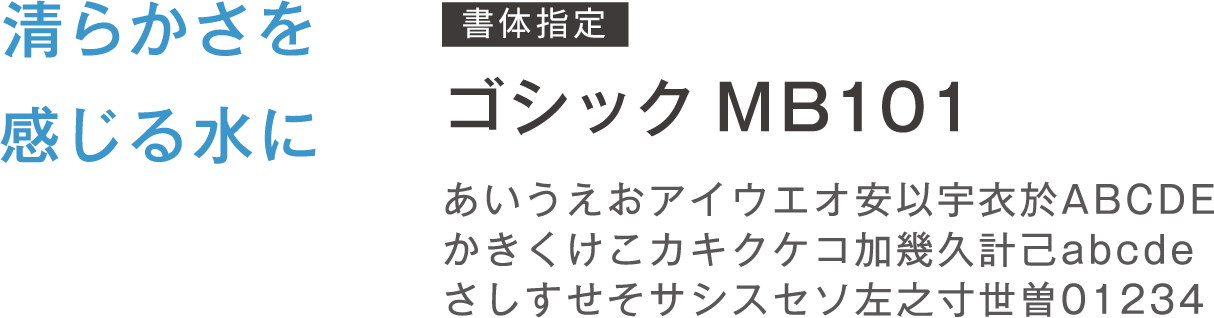 清らかさを
感じる水に
書体指定
ゴシック MB101
あいうえおアイウエオ安以宇衣於ABCDE
かきくけこカキクケコ加幾久計己abcde
さしすせそサシスセソ左之寸世曽01234